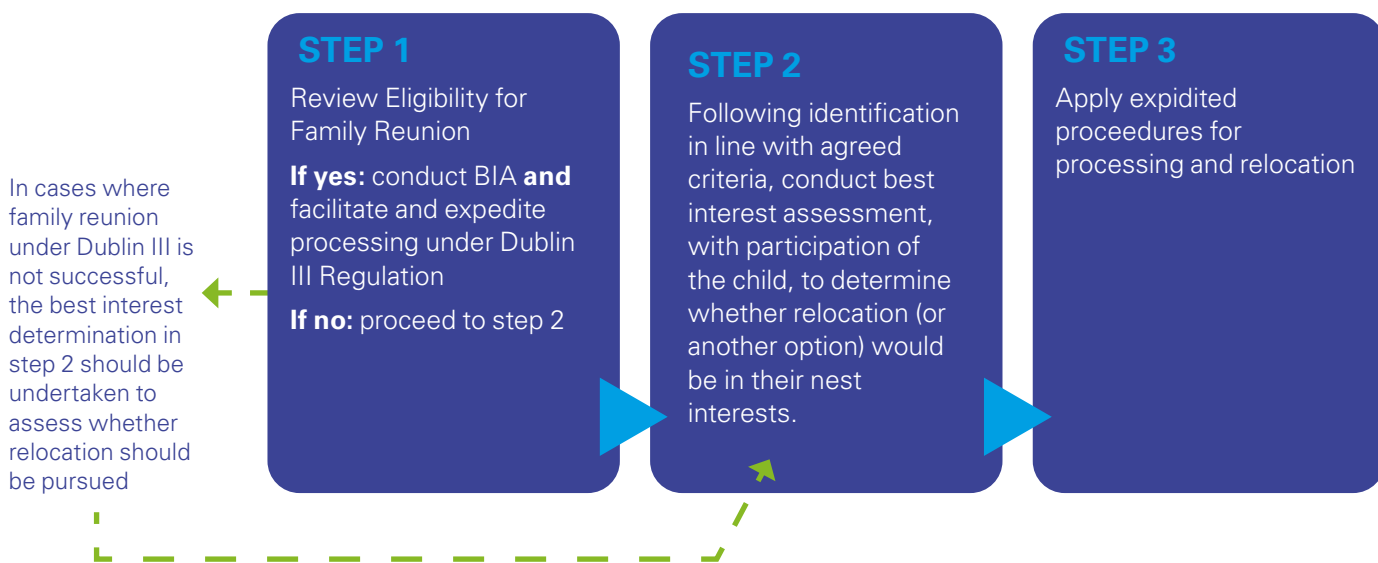 In cases where
family reunion
under Dublin III is
not successful,
the best interest
determination in
step 2 should be
undertaken to
assess whether
relocation should
be pursued
STEP 1
Review Eligibility for
Family Reunion
If yes: conduct BIA and
facilitate and expedite
processing under Dublin
III Regulation
If no: proceed to step 2
STEP 2
Following identification
in line with agreed
criteria, conduct best
interest assessment,
with participation of
the child, to determine
whether relocation (or
another option) would
be in their nest
interests.
STEP 3
Apply expidited
proceedures for
processing and relocation